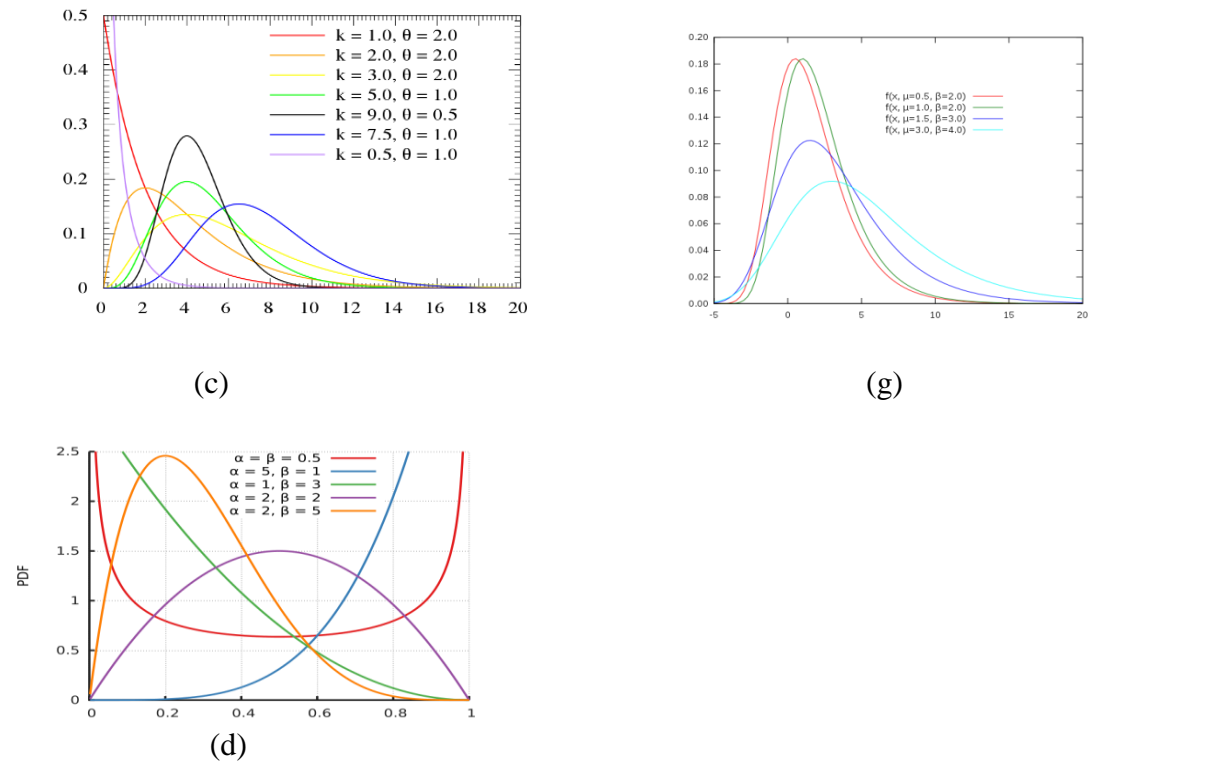 0.5
0.4
0.3
0.2
0.1
0
0 2 4 6 8 10 12 14 16 18 20
k = 1.0, θ = 2.0
k = 2.0, θ = 2.0
k = 3.0, θ = 2.0
k = 5.0, θ = 1.0
k = 9.0, θ = 0.5
k = 7.5, θ = 1.0
k = 0.5, θ = 1.0
(c)
0.20
0.18
0.16
0.14
0.12
0.10
0.08
0.06
0.04
0.02
0.00
-5 0 5 10 15 20
f(x, μ=0.5, β=2.0)
f(x, μ=1.0, β=2.0)
f(x, μ=1.5, β=3.0)
f(x, μ=3.0, β=4.0)
(g)
PDF
2.5
2
1.5
1
0.5
0
0 0.2 0.4 0.6 0.8 1
α = β = 0.5
α = 5, β = 1
α = 1, β = 3
α = 2, β = 2
α = 2, β = 5
(d)